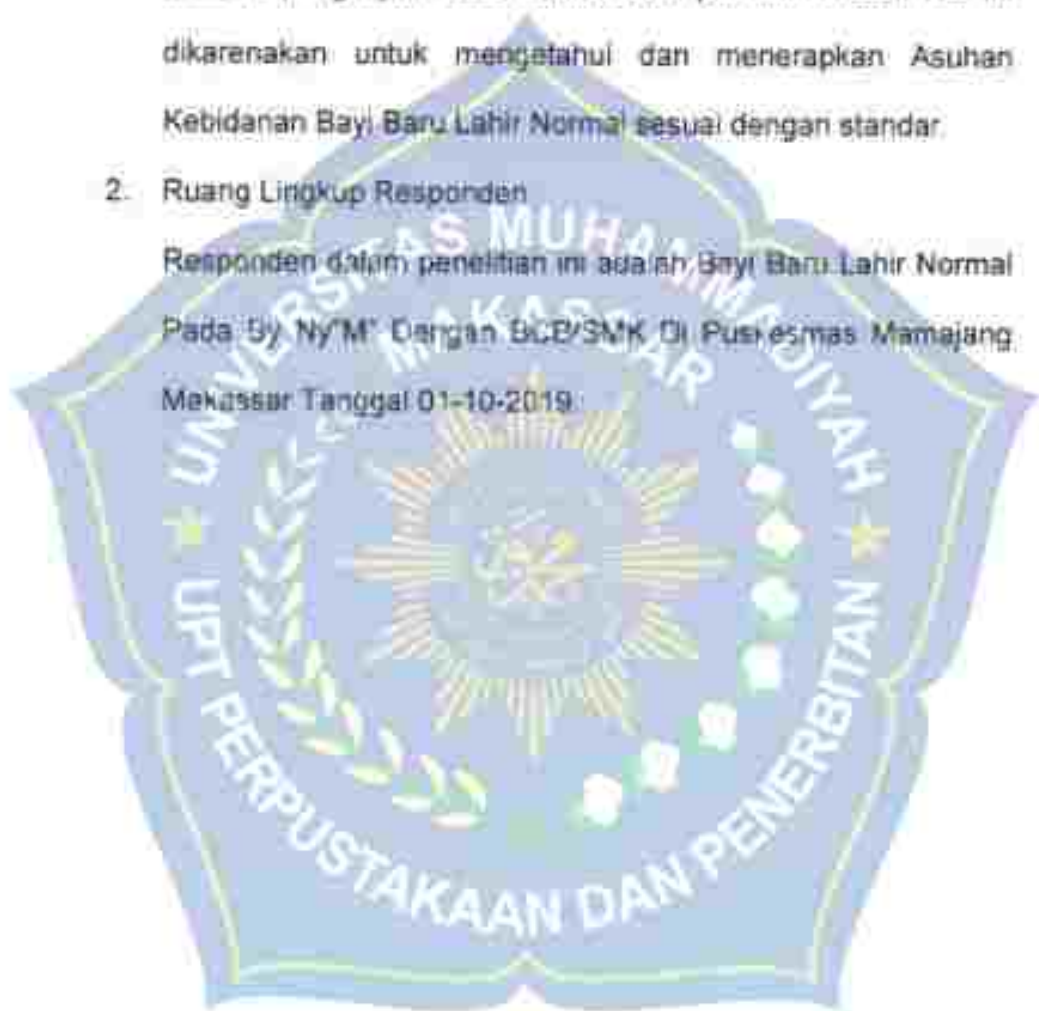 dikarenakan untuk mengetahui dan menerapkan Asuhan
Kebidanan Bayi Baru Lahir Normal sesuai dengan standar.
2. Ruang Lingkup Responden
Responden dalam penelitian ini adalah Bayi Baru Lahir Normal
Pada By Ny"M" Dengan BCB/SMK Di Puskesmas Mamajang
Makassar Tanggal 01-10-2019.
UNIVERSITAS MUHAMMADIYAH
MAKASSAR
UPT PERPUSTAKAAN DAN PENERBITAN